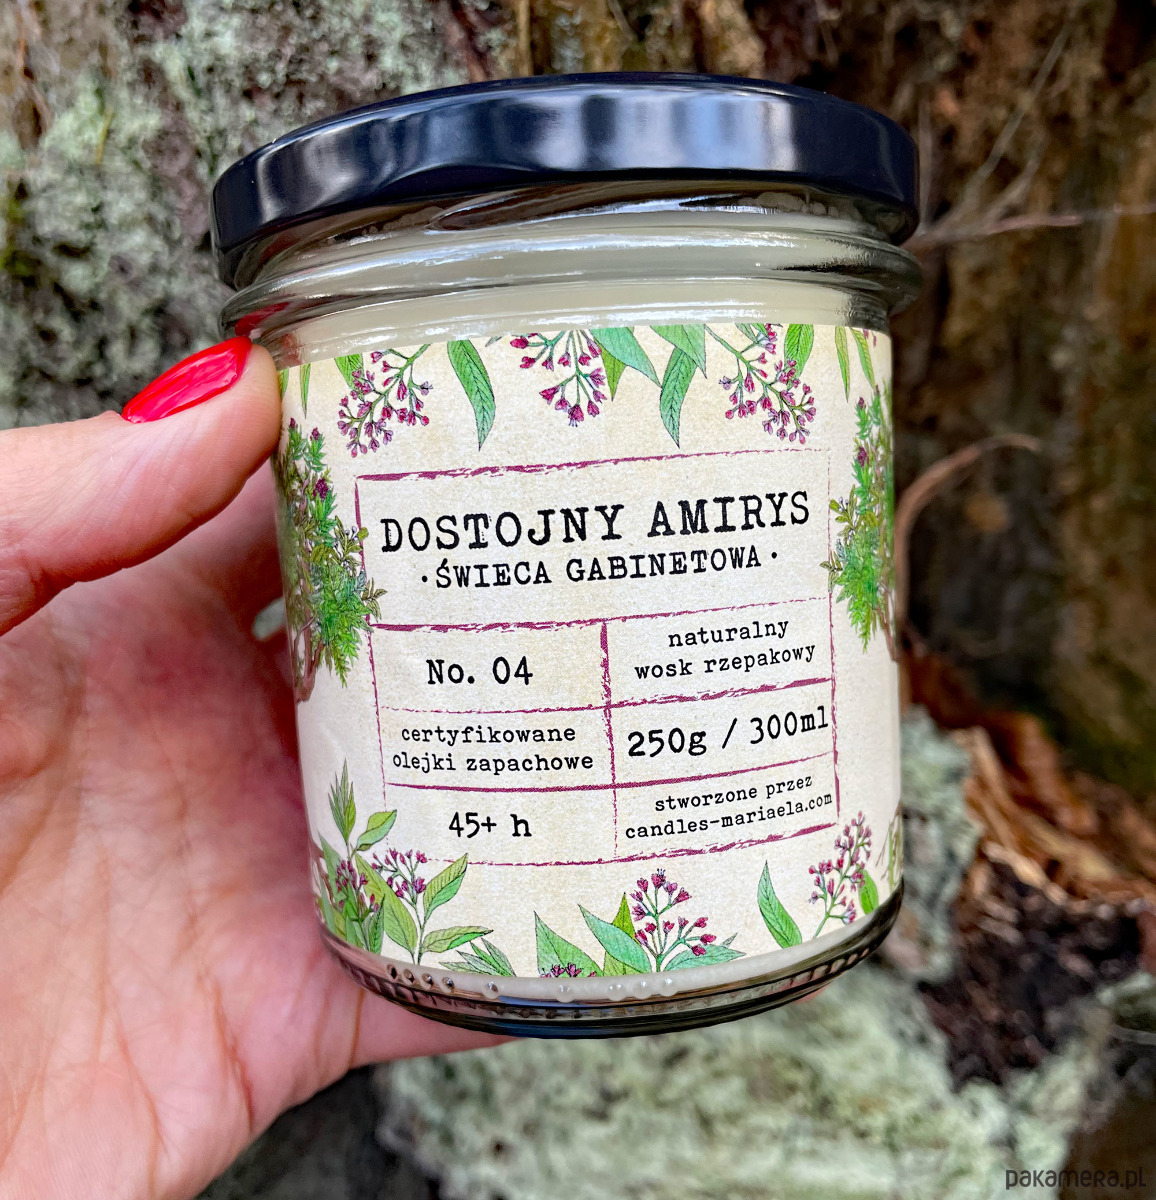 DOSTOJNY AMIRYS
·ŚWIECA GABINETOWA·
No. 04
naturalny
wosk rzepakowy
certyfikowane
olejki zapachowe
250g / 300ml
45+ h
stworzone przez
candles-mariaela.com
pakamera.pl